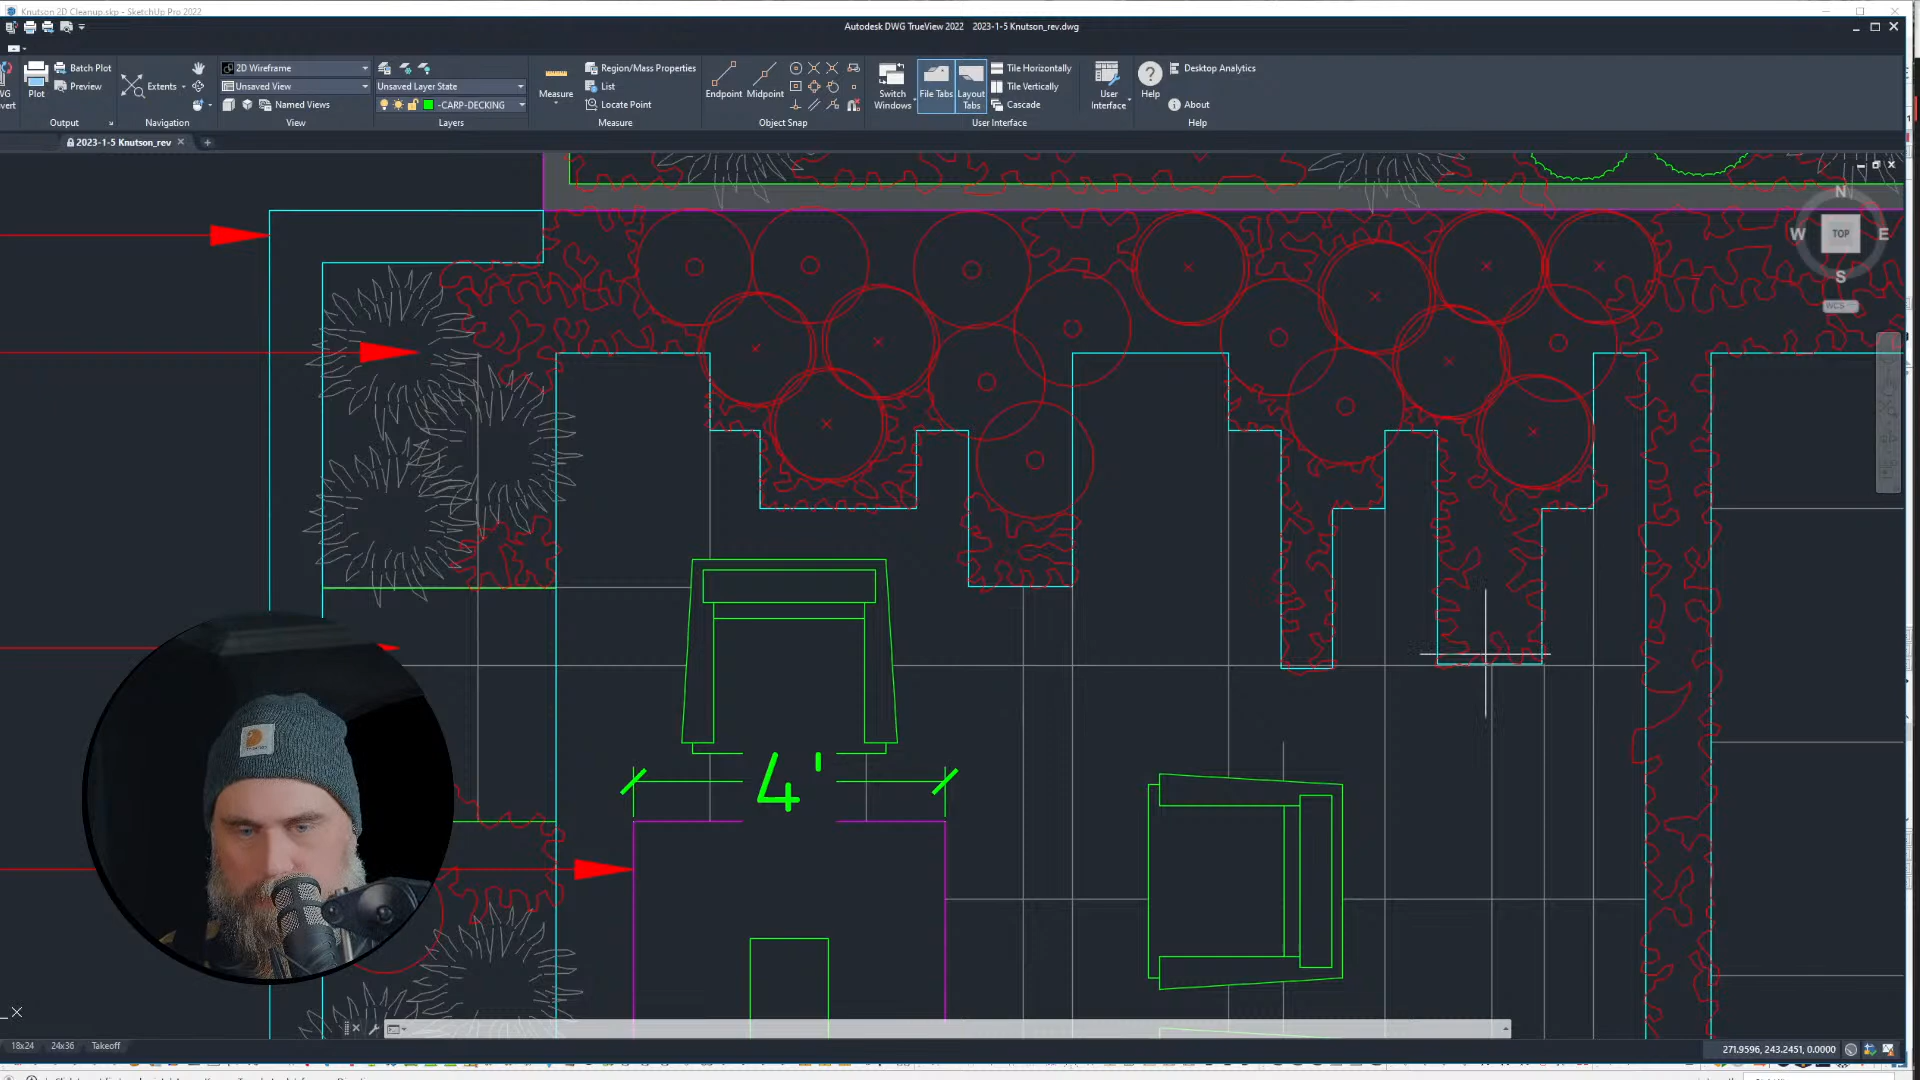 Knutson 2D Cleanup.skp - SketchUp Pro 2022
Autodesk DWG TrueView 2022 2023-1-5 Knutson_rev.dwg
Plot
Batch Plot
Preview
Output
Extents
Navigation
2D Wireframe
Unsaved View
Named Views
View
Unsaved Layer State
-CARP-DECKING
Layers
Measure
Region/Mass Properties
List
Locate Point
Measure
Endpoint
Midpoint
Object Snap
Switch
Windows
File Tabs
Layout
Tabs
Tile Horizontally
Tile Vertically
Cascade
User
Interface
User Interface
Help
Desktop Analytics
About
Help
2023-1-5 Knutson_rev
N
W
TOP
E
S
WCS
4'
18x24
24x36
Takeoff
271.9596, 243.2451, 0.0000